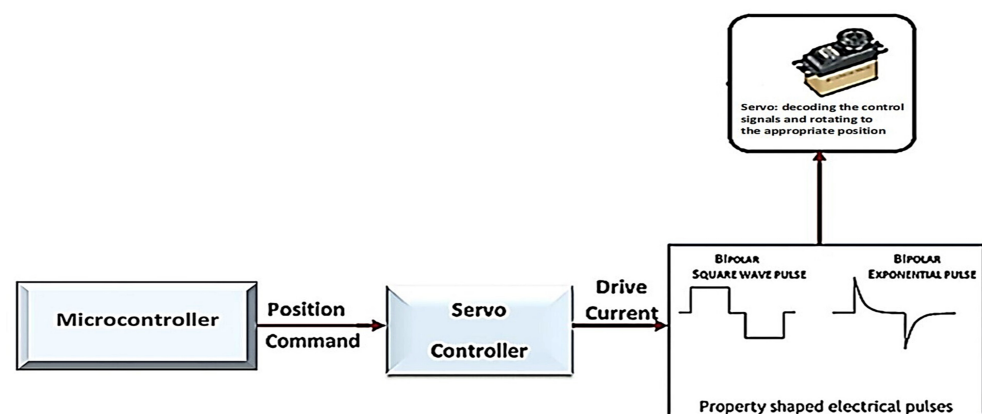 Microcontroller
Position
Command
Servo
Controller
Drive
Current
Servo: decoding the control
signals and rotating to
the appropriate position
BIPOLAR
SQUARE WAVE PULSE
BIPOLAR
EXPONENTIAL PULSE
Property shaped electrical pulses